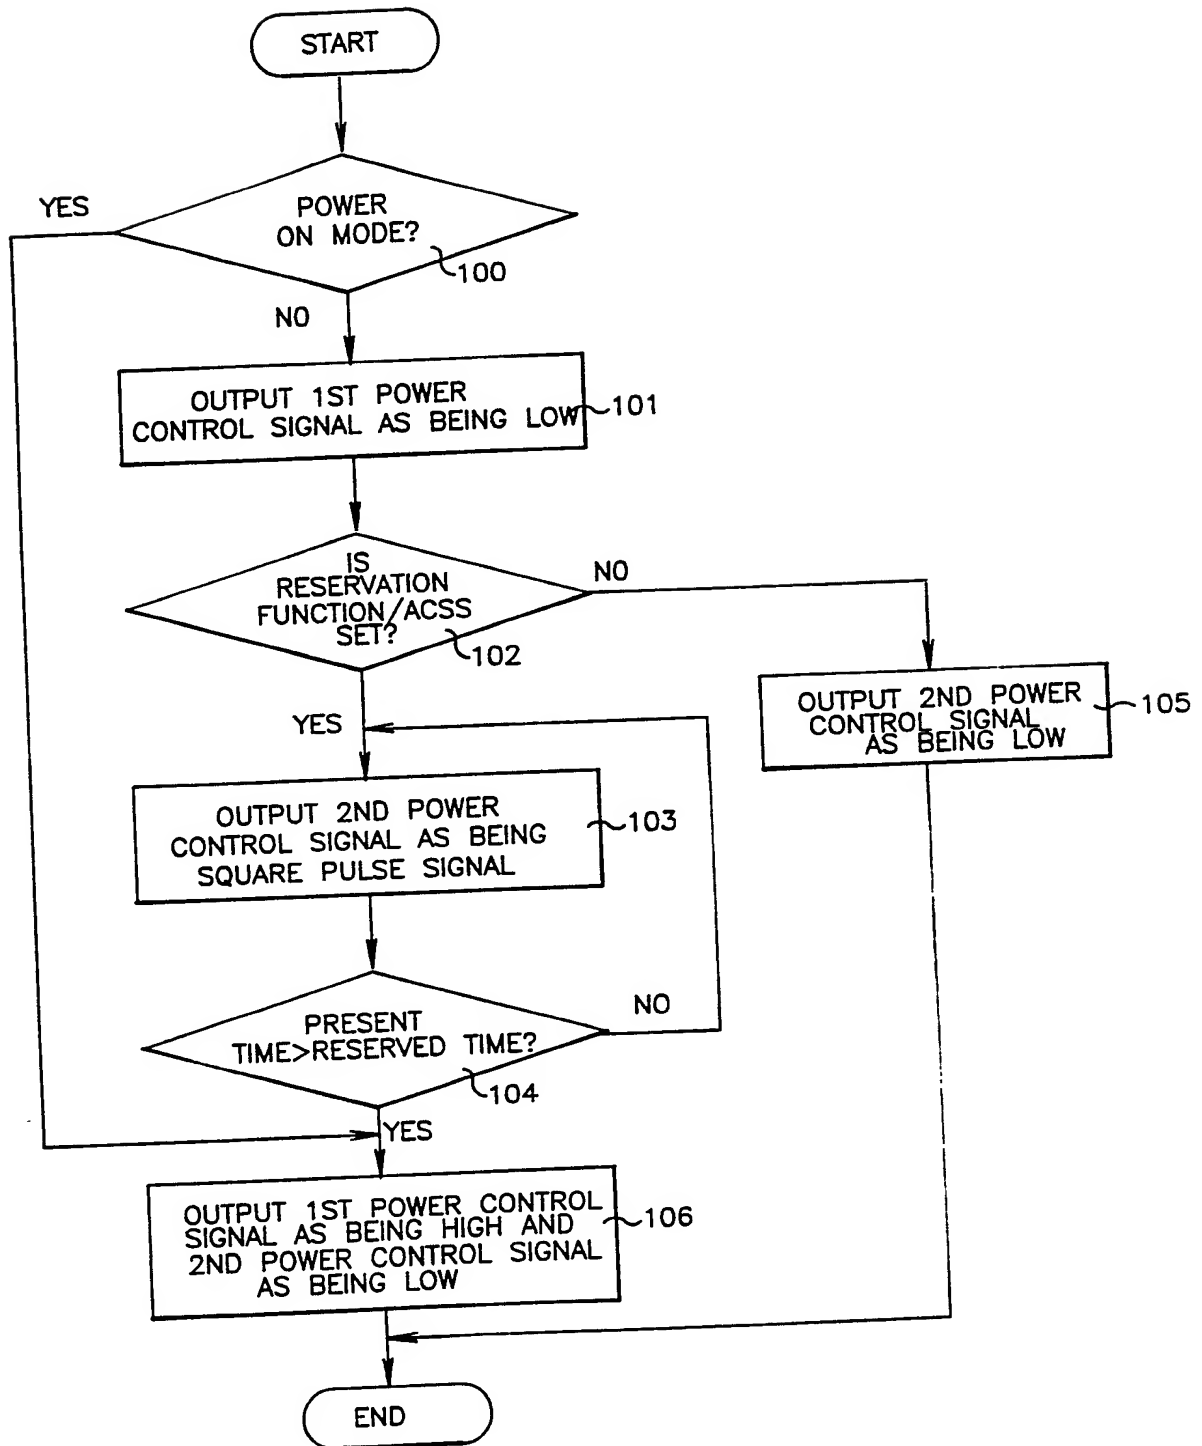 START
POWER
ON MODE?
100
YES
NO
OUTPUT 1ST POWER
CONTROL SIGNAL AS BEING LOW
101
IS
RESERVATION
FUNCTION/ACSS
SET?
102
NO
YES
OUTPUT 2ND POWER
CONTROL SIGNAL
AS BEING LOW
105
OUTPUT 2ND POWER
CONTROL SIGNAL AS BEING
SQUARE PULSE SIGNAL
103
PRESENT
TIME>RESERVED TIME?
104
NO
YES
OUTPUT 1ST POWER CONTROL
SIGNAL AS BEING HIGH AND
2ND POWER CONTROL SIGNAL
AS BEING LOW
106
END